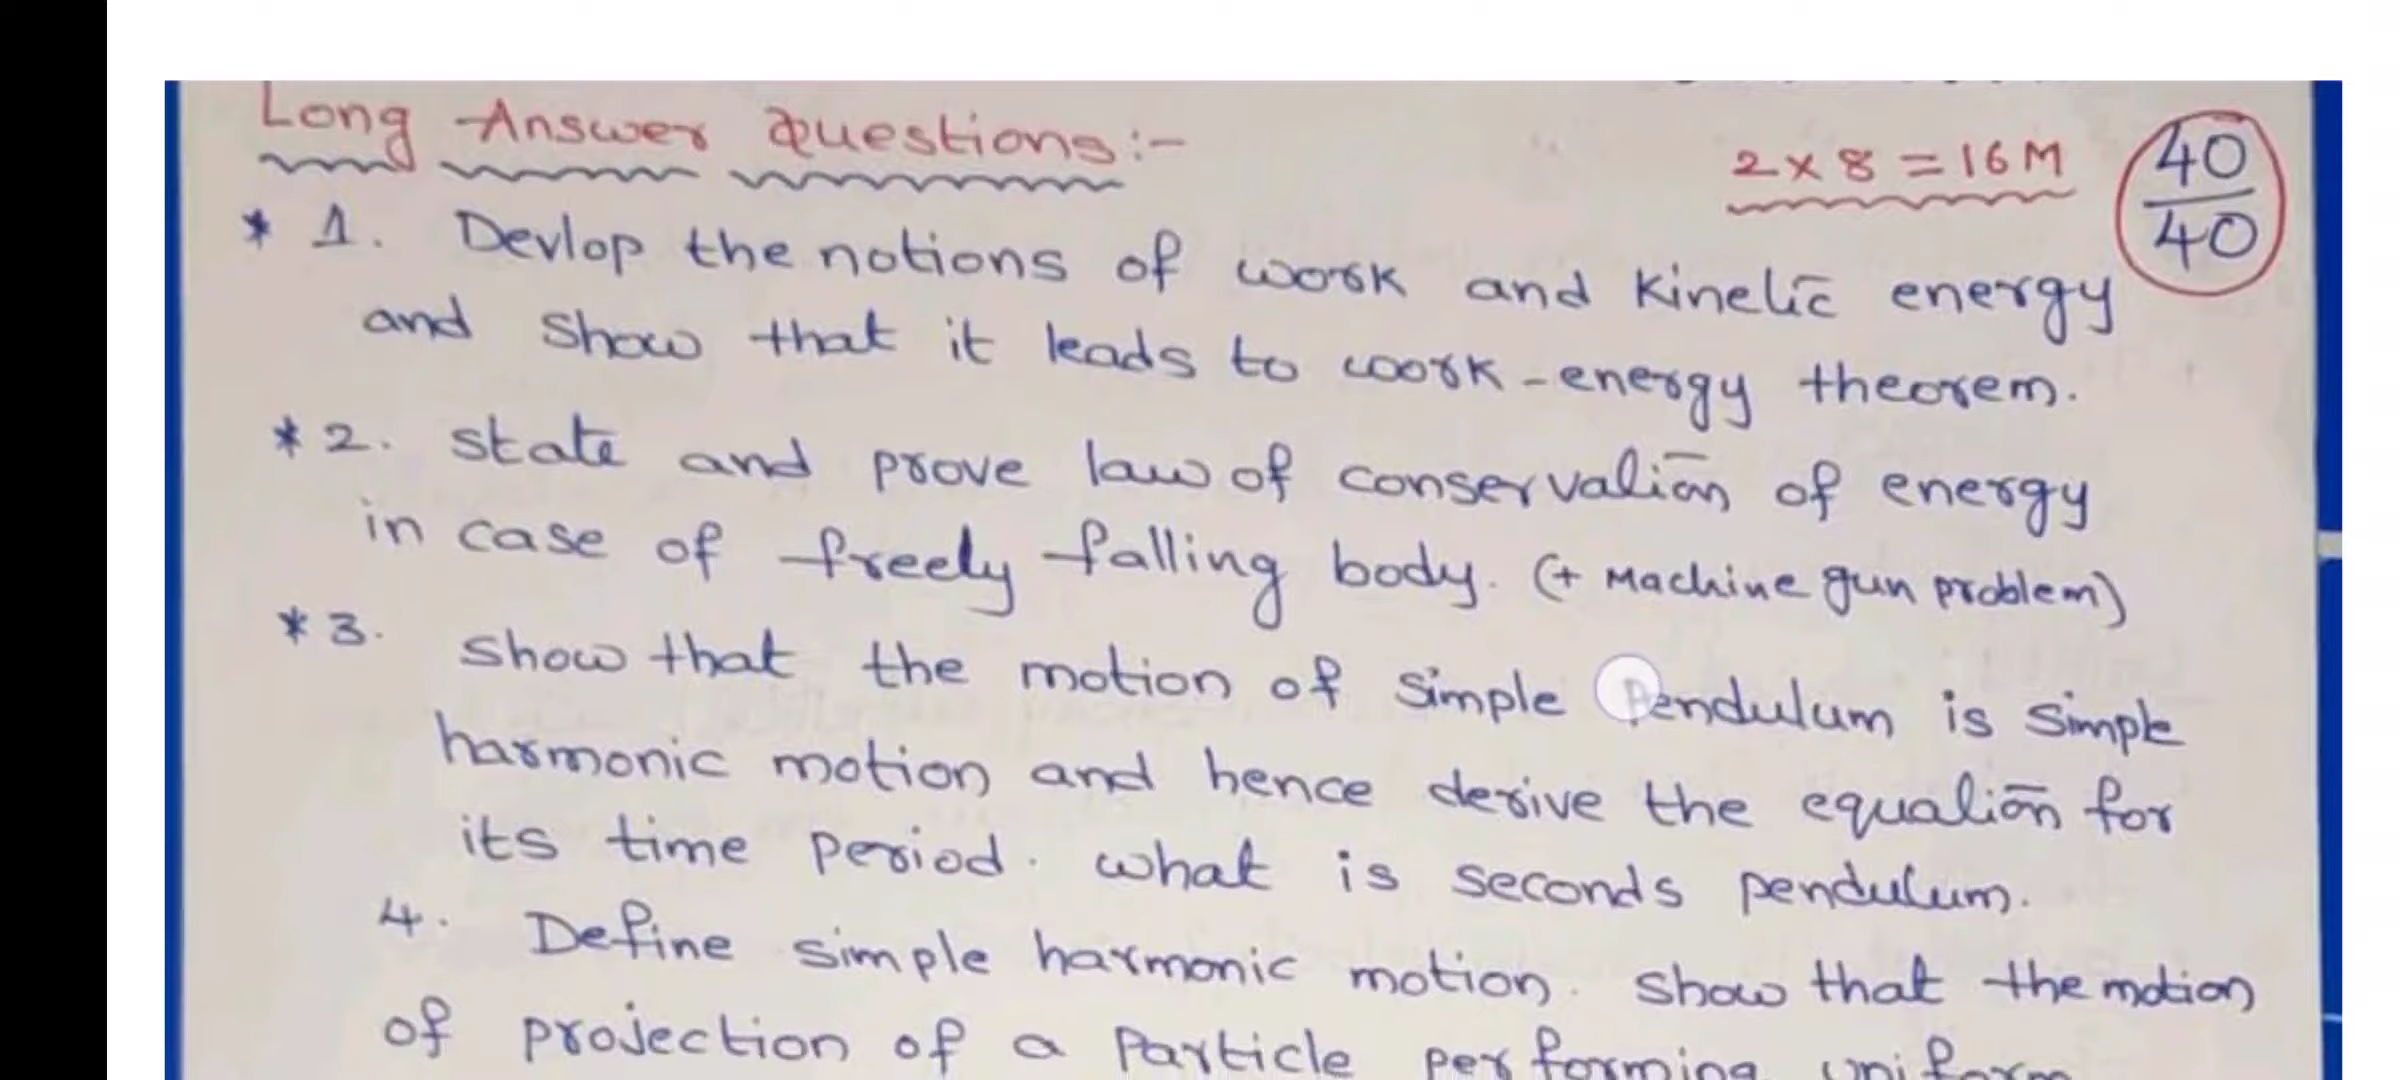 Long Answer Questions:-
2 x 8 = 16M
40
40
* 1. Devlop the notions of work and kinetic energy
and show that it leads to work-energy theorem.
* 2. State and prove law of conservation of energy
in case of freely falling body. (+ Machine gun problem)
* 3. show that the motion of simple Pendulum is simple
harmonic motion and hence derive the equation for
its time period. what is seconds pendulum.
4. Define simple harmonic motion. show that the motion
of projection of a Particle performing uniform